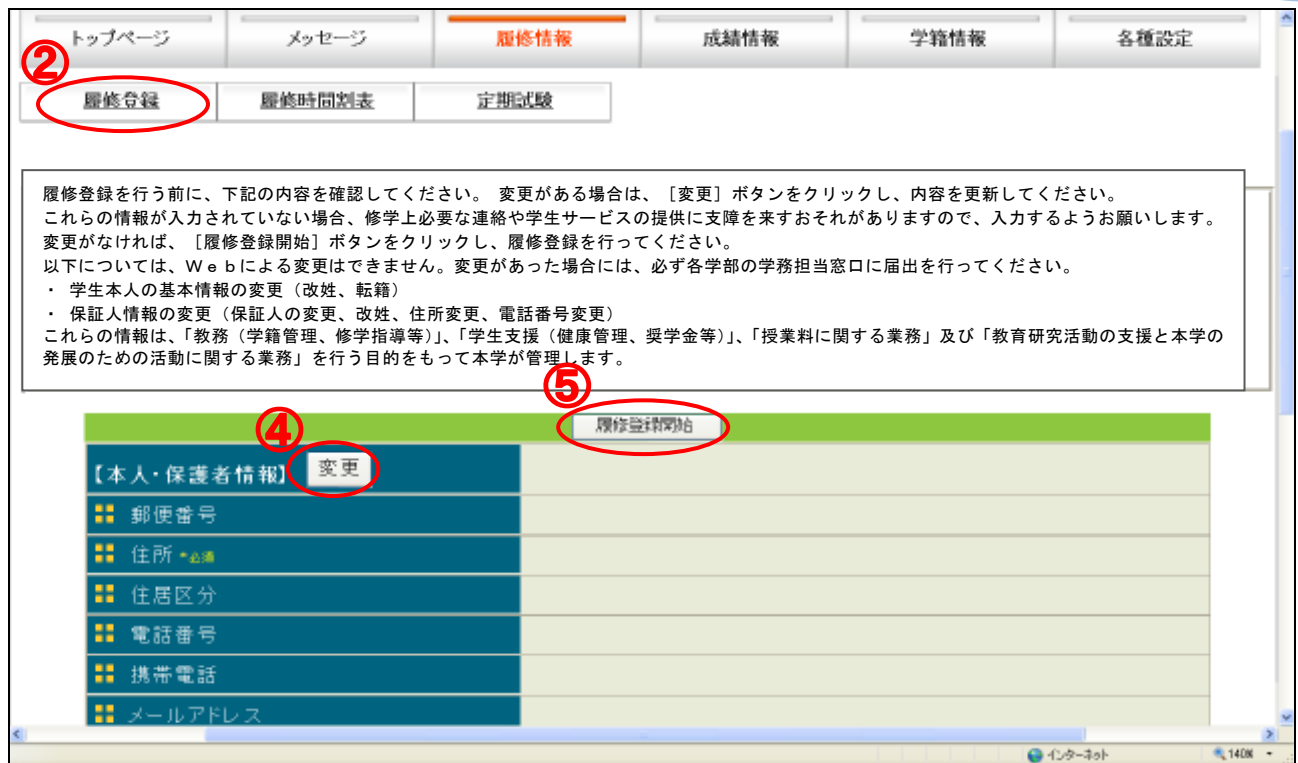 トップページ メッセージ 履修情報 成績情報 学籍情報 各種設定
②
履修登録 履修時間割表 定期試験
履修登録を行う前に、下記の内容を確認してください。 変更がある場合は、［変更］ボタンをクリックし、内容を更新してください。
これらの情報が入力されていない場合、修学上必要な連絡や学生サービスの提供に支障を来すおそれがありますので、入力するようお願いします。
変更がなければ、［履修登録開始］ボタンをクリックし、履修登録を行ってください。
以下については、Ｗｅｂによる変更はできません。変更があった場合には、必ず各学部の学務担当窓口に届出を行ってください。
・ 学生本人の基本情報の変更（改姓、転籍）
・ 保証人情報の変更（保証人の変更、改姓、住所変更、電話番号変更）
これらの情報は、「教務（学籍管理、修学指導等）」、「学生支援（健康管理、奨学金等）」、「授業料に関する業務」及び「教育研究活動の支援と本学の
発展のための活動に関する業務」を行う目的をもって本学が管理します。
⑤
履修登録開始
④
【本人・保護者情報】 変更
郵便番号
住所 *必須
住居区分
電話番号
携帯電話
メールアドレス
インターネット 140%